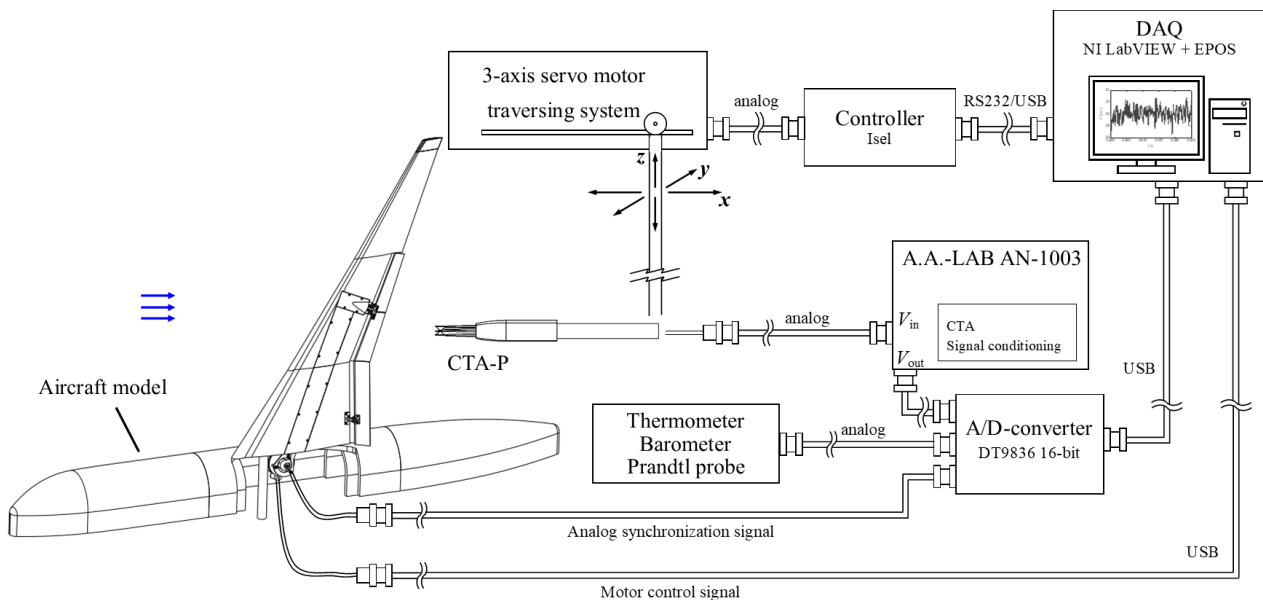 DAQ
NI LabVIEW + EPOS
3-axis servo motor
traversing system
analog
Controller
Isel
RS232/USB
z
y
x
A.A.-LAB AN-1003
Vin
CTA
Signal conditioning
Vout
analog
CTA-P
USB
Aircraft model
Thermometer
Barometer
Prandtl probe
analog
A/D-converter
DT9836 16-bit
Analog synchronization signal
USB
Motor control signal